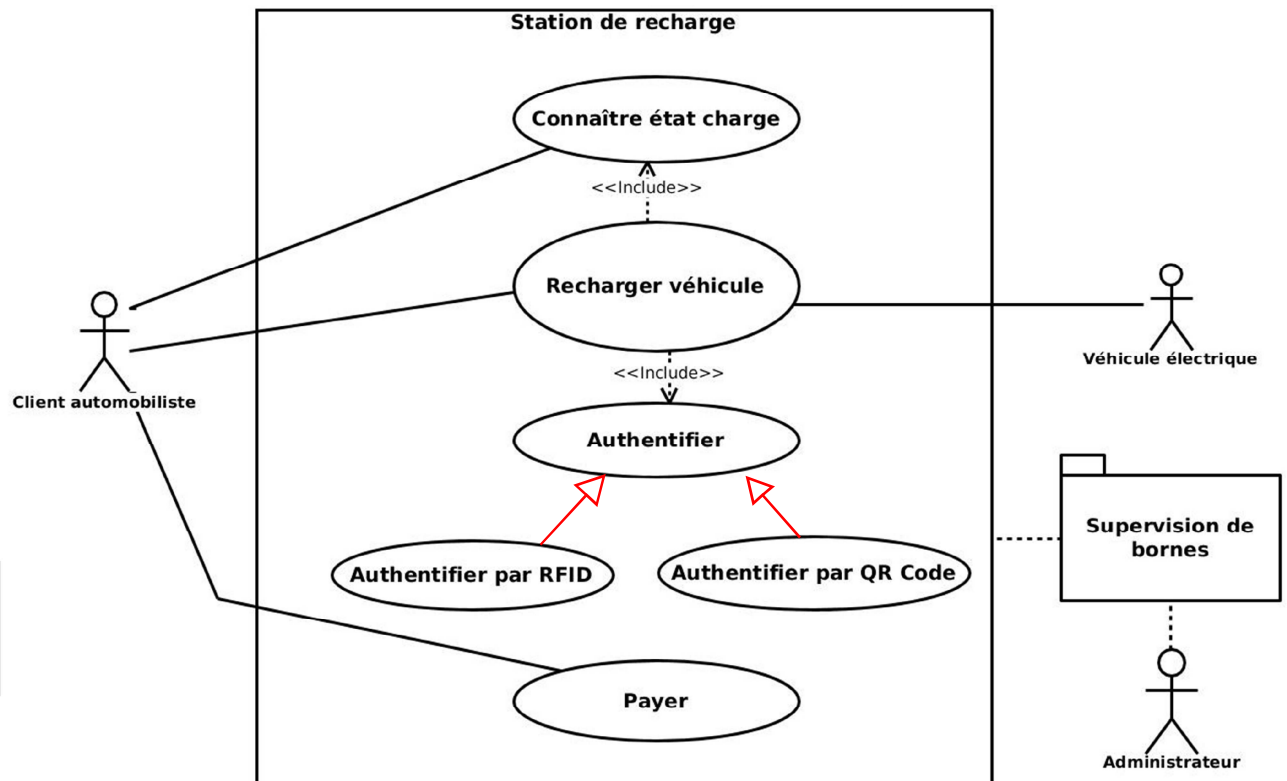 Station de recharge
Connaître état charge
<<Include>>
Recharger véhicule
Véhicule électrique
<<Include>>
Client automobiliste
Authentifier
Supervision de
bornes
Authentifier par RFID
Authentifier par QR Code
Payer
Administrateur